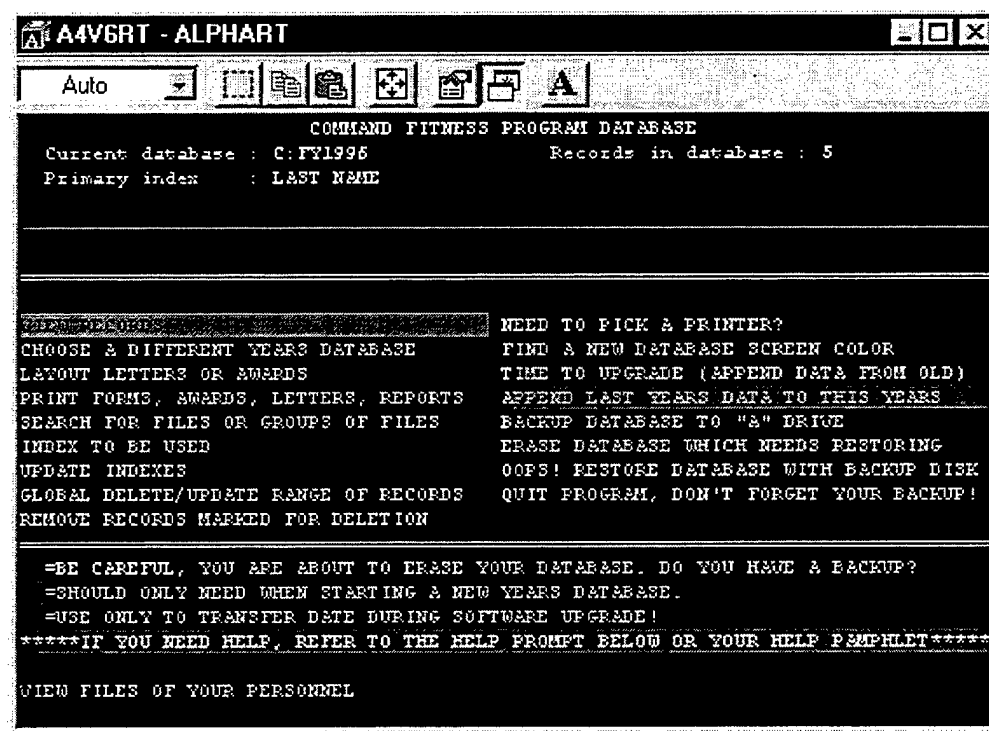 A4V6RT - ALPHART
Auto
A
COMMAND FITNESS PROGRAM DATABASE
Current database : C:FY1996 Records in database : 5
Primary index : LAST NAME
NEED TO PICK A PRINTER?
CHOOSE A DIFFERENT YEARS DATABASE FIND A NEW DATABASE SCREEN COLOR
LAYOUT LETTERS OR AWARDS TIME TO UPGRADE (APPEND DATA FROM OLD)
PRINT FORMS, AWARDS, LETTERS, REPORTS APPEND LAST YEARS DATA TO THIS YEARS
SEARCH FOR FILES OR GROUPS OF FILES BACKUP DATABASE TO "A" DRIVE
INDEX TO BE USED ERASE DATABASE WHICH NEEDS RESTORING
UPDATE INDEXES OOPS! RESTORE DATABASE WITH BACKUP DISK
GLOBAL DELETE/UPDATE RANGE OF RECORDS QUIT PROGRAM, DON'T FORGET YOUR BACKUP!
REMOVE RECORDS MARKED FOR DELETION
=BE CAREFUL, YOU ARE ABOUT TO ERASE YOUR DATABASE. DO YOU HAVE A BACKUP?
=SHOULD ONLY NEED WHEN STARTING A NEW YEARS DATABASE.
=USE ONLY TO TRANSFER DATE DURING SOFTWARE UPGRADE!
*****IF YOU NEED HELP, REFER TO THE HELP PROMPT BELOW OR YOUR HELP PAMPHLET*****
VIEW FILES OF YOUR PERSONNEL